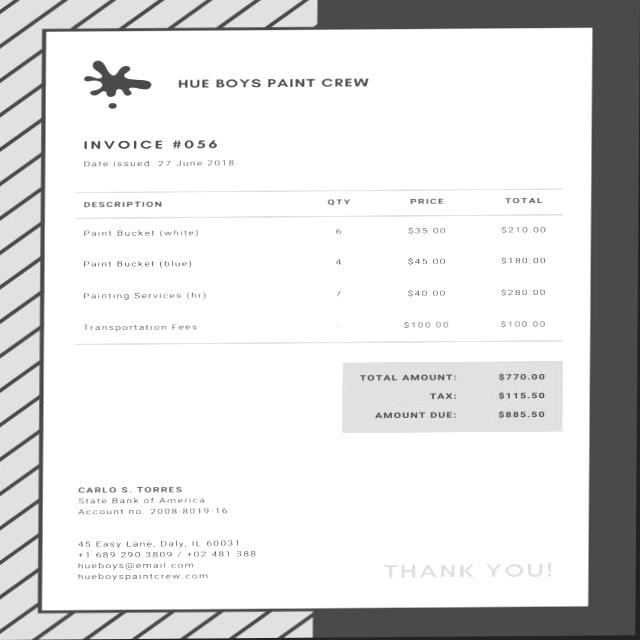 HUE BOYS PAINT CREW
INVOICE #056
Date issued: 27 June 2018
DESCRIPTION QTY PRICE TOTAL
Paint Bucket (white) 6 $35.00 $210.00
Paint Bucket (blue) 4 $45.00 $180.00
Painting Services (hr) 7 $40.00 $280.00
Transportation Fees - $100.00 $100.00
TOTAL AMOUNT: $770.00
TAX: $115.50
AMOUNT DUE: $885.50
CARLO S. TORRES
State Bank of America
Account no. 2008-8019-16
45 Easy Lane, Daly, IL 60031
+1 689 290 3809 / +02 481 388
hueboys@email.com
hueboyspaintcrew.com
THANK YOU!